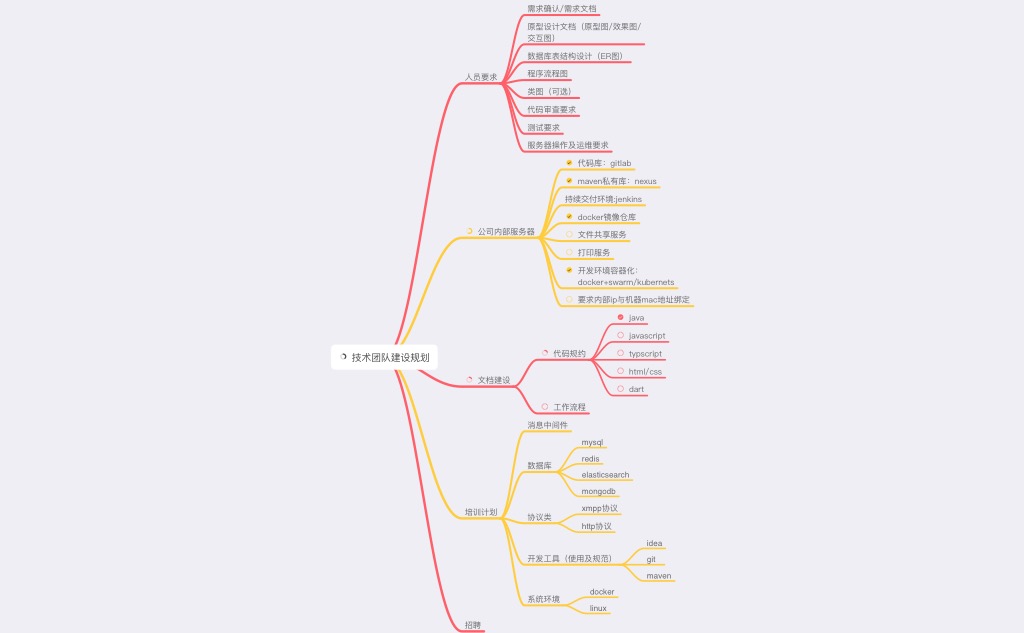 需求确认/需求文档
原型设计文档（原型图/效果图/
交互图）
数据库表结构设计（ER图）
程序流程图
类图（可选）
代码审查要求
测试要求
服务器操作及运维要求
人员要求
代码库：gitlab
maven私有库：nexus
持续交付环境:jenkins
docker镜像仓库
文件共享服务
打印服务
开发环境容器化：
docker+swarm/kubernets
要求内部ip与机器mac地址绑定
公司内部服务器
技术团队建设规划
java
javascript
typscript
html/css
dart
代码规约
文档建设
工作流程
消息中间件
mysql
redis
elasticsearch
mongodb
数据库
xmpp协议
http协议
协议类
培训计划
idea
git
maven
开发工具（使用及规范）
docker
linux
系统环境
招聘